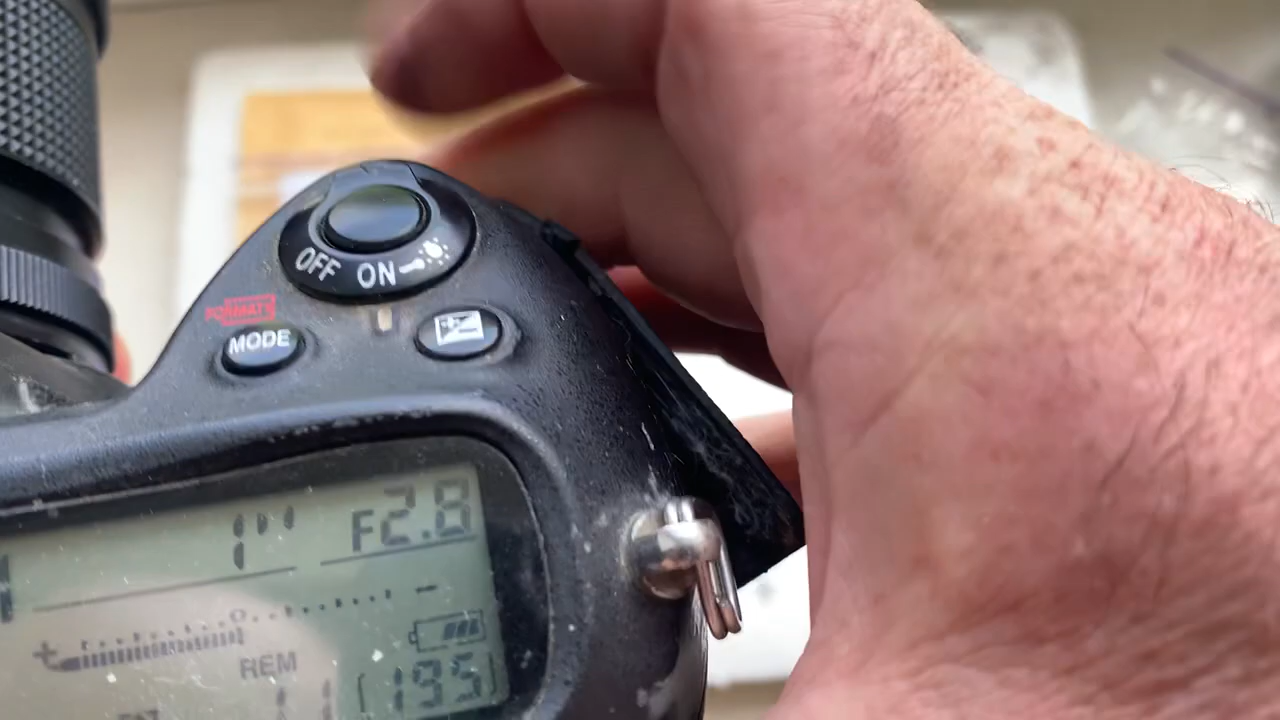 OFF ON
FORMAT
MODE
1" F2.8
REM
[195]